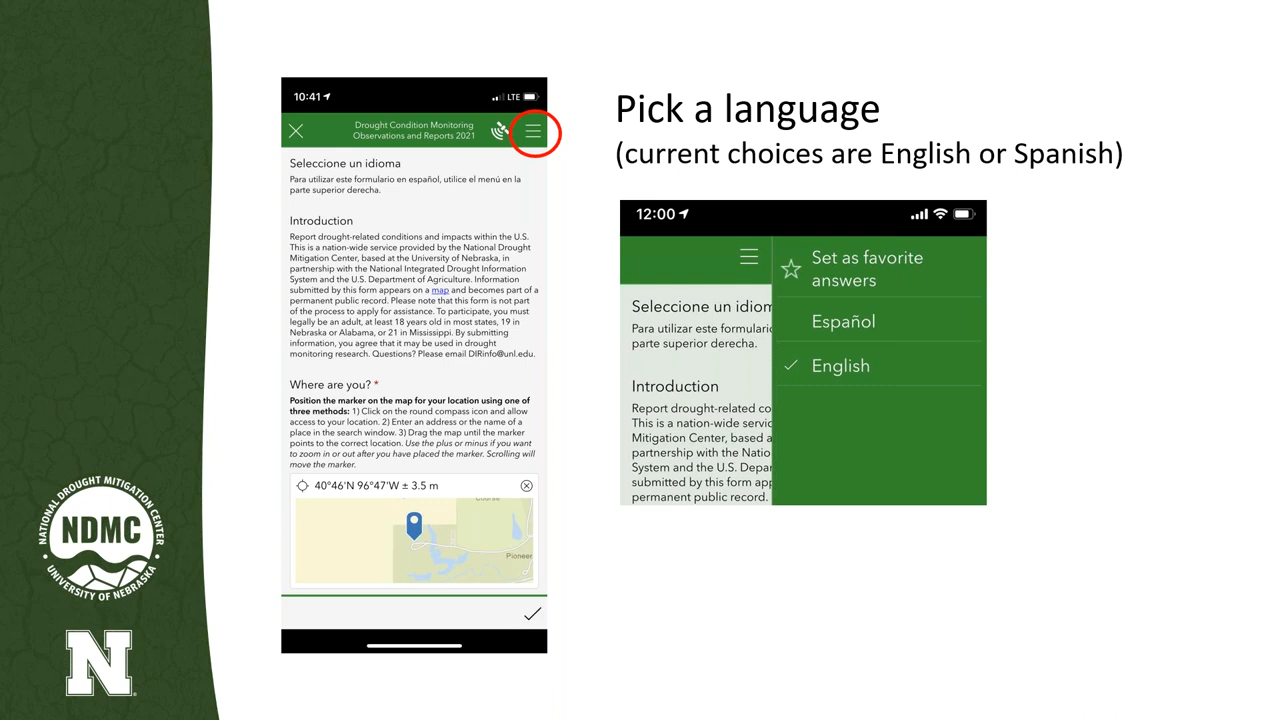 10:41
LTE
Drought Condition Monitoring
Observations and Reports 2021
Seleccione un idioma
Para utilizar este formulario en español, utilice el menú en la
parte superior derecha.
Introduction
Report drought-related conditions and impacts within the U.S.
This is a nation-wide service provided by the National Drought
Mitigation Center, based at the University of Nebraska, in
partnership with the National Integrated Drought Information
System and the U.S. Department of Agriculture. Information
submitted by this form appears on a map and becomes part of a
permanent public record. Please note that this form is not part
of the process to apply for assistance. To participate, you must
legally be an adult, at least 18 years old in most states, 19 in
Nebraska or Alabama, or 21 in Mississippi. By submitting
information, you agree that it may be used in drought
monitoring research. Questions? Please email DIRinfo@unl.edu.
Where are you? *
Position the marker on the map for your location using one of
three methods: 1) Click on the round compass icon and allow
access to your location. 2) Enter an address or the name of a
place in the search window. 3) Drag the map until the marker
points to the correct location. Use the plus or minus if you want
to zoom in or out after you have placed the marker. Scrolling will
move the marker.
40°46'N 96°47'W ± 3.5 m
Pioneer
Pick a language
(current choices are English or Spanish)
12:00
Seleccione un idiom
Para utilizar este formulario
parte superior derecha.
Introduction
Report drought-related co
This is a nation-wide servic
Mitigation Center, based a
partnership with the Natio
System and the U.S. Depar
submitted by this form app
permanent public record.
Set as favorite
answers
Español
English
NATIONAL DROUGHT MITIGATION CENTER
NDMC
UNIVERSITY OF NEBRASKA
N